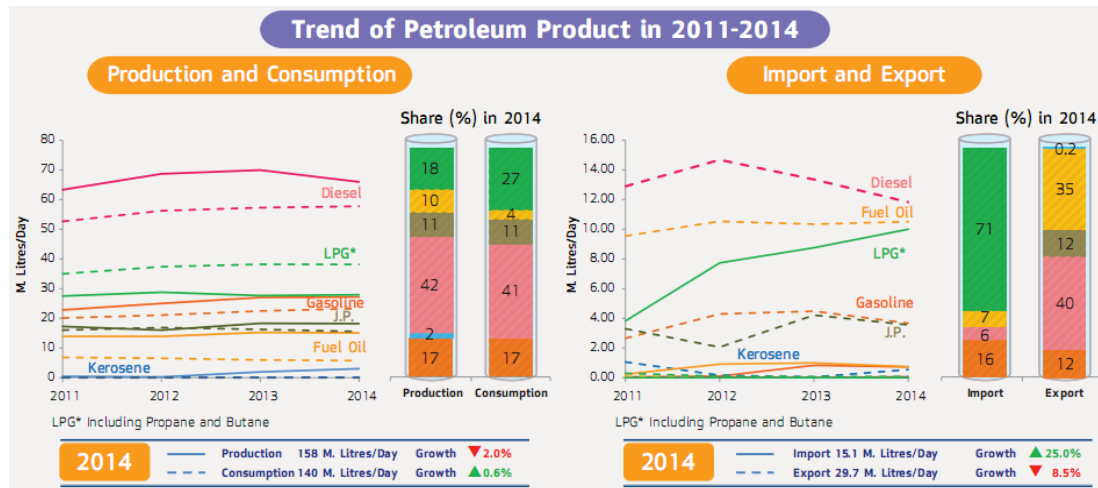 Trend of Petroleum Product in 2011-2014
Production and Consumption
Share (%) in 2014
M. Litres/Day
80
70
60
50
40
30
20
10
0
2011 2012 2013 2014
Diesel
LPG*
Gasoline
J.P.
Fuel Oil
Kerosene
18
10
11
42
2
17
Production
27
4
11
41
17
Consumption
LPG* Including Propane and Butane
2014
Production 158 M. Litres/Day Growth ▼2.0%
Consumption 140 M. Litres/Day Growth ▲0.6%
Import and Export
Share (%) in 2014
M. Litres/Day
16.00
14.00
12.00
10.00
8.00
6.00
4.00
2.00
0.00
2011 2012 2013 2014
Diesel
Fuel Oil
LPG*
Gasoline
J.P.
Kerosene
71
7
6
16
Import
0.2
35
12
40
12
Export
LPG* Including Propane and Butane
2014
Import 15.1 M. Litres/Day Growth ▲ 25.0%
Export 29.7 M. Litres/Day Growth ▼ 8.5%